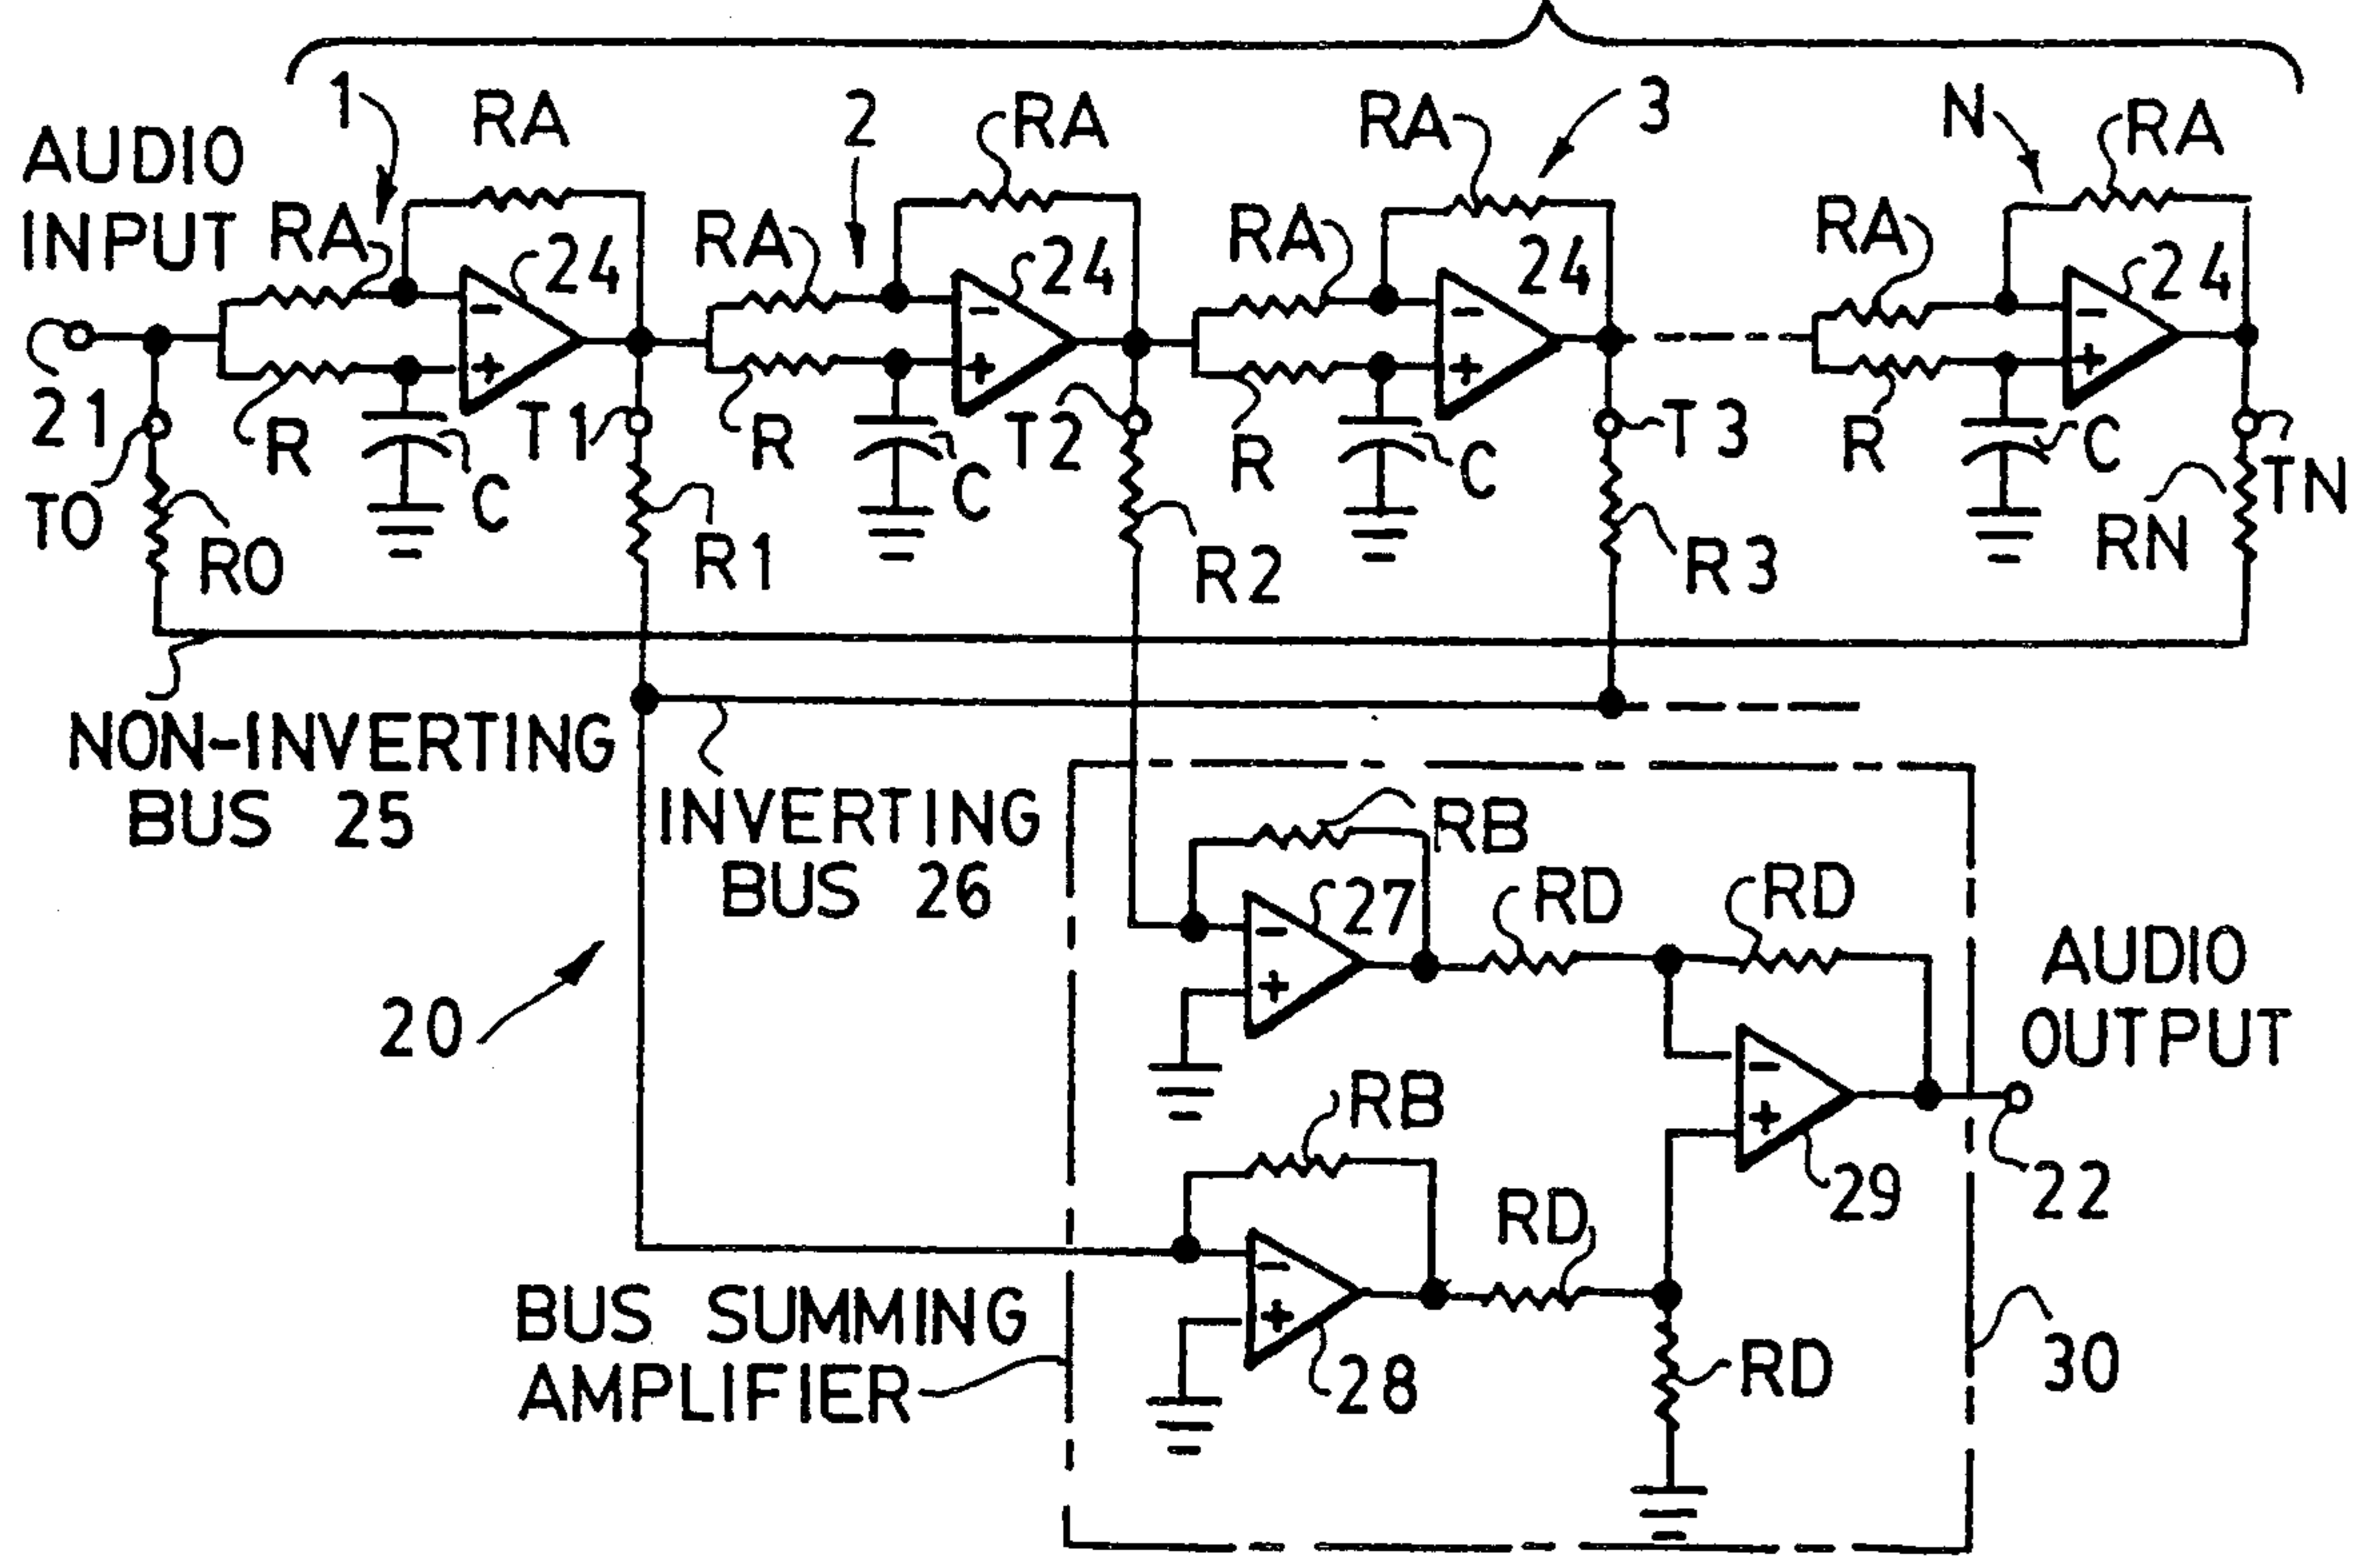 1
RA
2
RA
RA
3
N
RA
AUDIO
INPUT
RA
24
RA
24
RA
24
RA
24
-
-
-
-
+
+
+
+
21
R
T1
R
T2
R
T3
R
C
TN
TO
C
C
C
RO
R1
R2
R3
RN
NON-INVERTING
BUS 25
INVERTING
BUS 26
RB
27
RD
RD
-
+
AUDIO
OUTPUT
20
RB
-
+
29
22
RD
BUS SUMMING
AMPLIFIER
-
+
28
RD
30